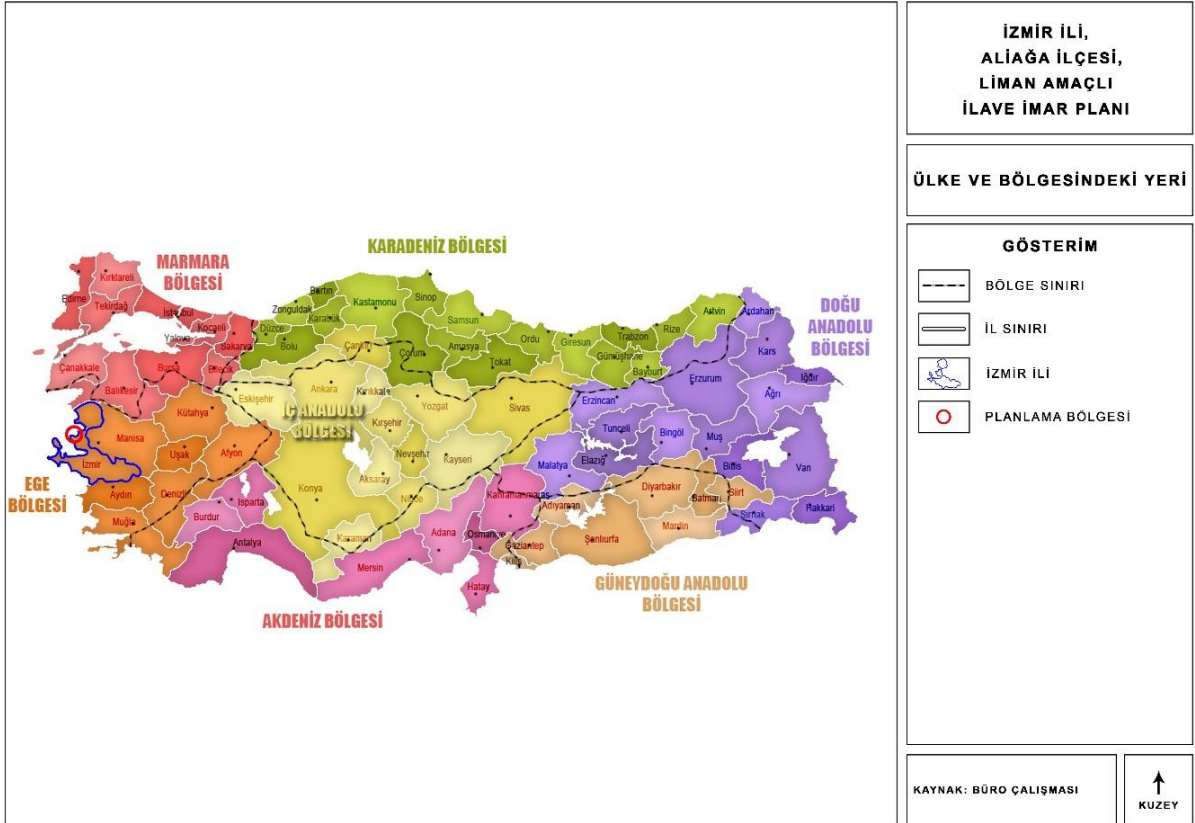 İZMİR İLİ,
ALİAĞA İLÇESİ,
LİMAN AMAÇLI
İLAVE İMAR PLANI
ÜLKE VE BÖLGESİNDEKİ YERİ
GÖSTERİM
BÖLGE SINIRI
İL SINIRI
İZMİR İLİ
PLANLAMA BÖLGESİ
KAYNAK: BÜRO ÇALIŞMASI
KUZEY
MARMARA
BÖLGESİ
KARADENİZ BÖLGESİ
DOĞU
ANADOLU
BÖLGESİ
İÇ ANADOLU
BÖLGESİ
EGE
BÖLGESİ
AKDENİZ BÖLGESİ
GÜNEYDOĞU ANADOLU
BÖLGESİ
Kırklareli
Edirne
Tekirdağ
İstanbul
Kocaeli
Yalova
Sakarya
Çanakkale
Balıkesir
Bursa
Bilecik
Zonguldak
Bartın
Karabük
Düzce
Bolu
Kastamonu
Sinop
Çankırı
Çorum
Samsun
Amasya
Tokat
Ordu
Giresun
Gümüşhane
Trabzon
Bayburt
Rize
Artvin
Ardahan
Kars
Iğdır
Ağrı
Erzurum
Erzincan
Tunceli
Bingöl
Muş
Elazığ
Malatya
Bitlis
Van
Hakkari
Şırnak
Eskişehir
Ankara
Kırıkkale
Kırşehir
Yozgat
Sivas
Nevşehir
Kayseri
Aksaray
Niğde
Konya
Karaman
Kütahya
Manisa
İzmir
Uşak
Afyon
Aydın
Denizli
Muğla
Burdur
Isparta
Antalya
Mersin
Adana
Osmaniye
Kahramanmaraş
Hatay
Adıyaman
Gaziantep
Kilis
Şanlıurfa
Diyarbakır
Mardin
Batman
Siirt